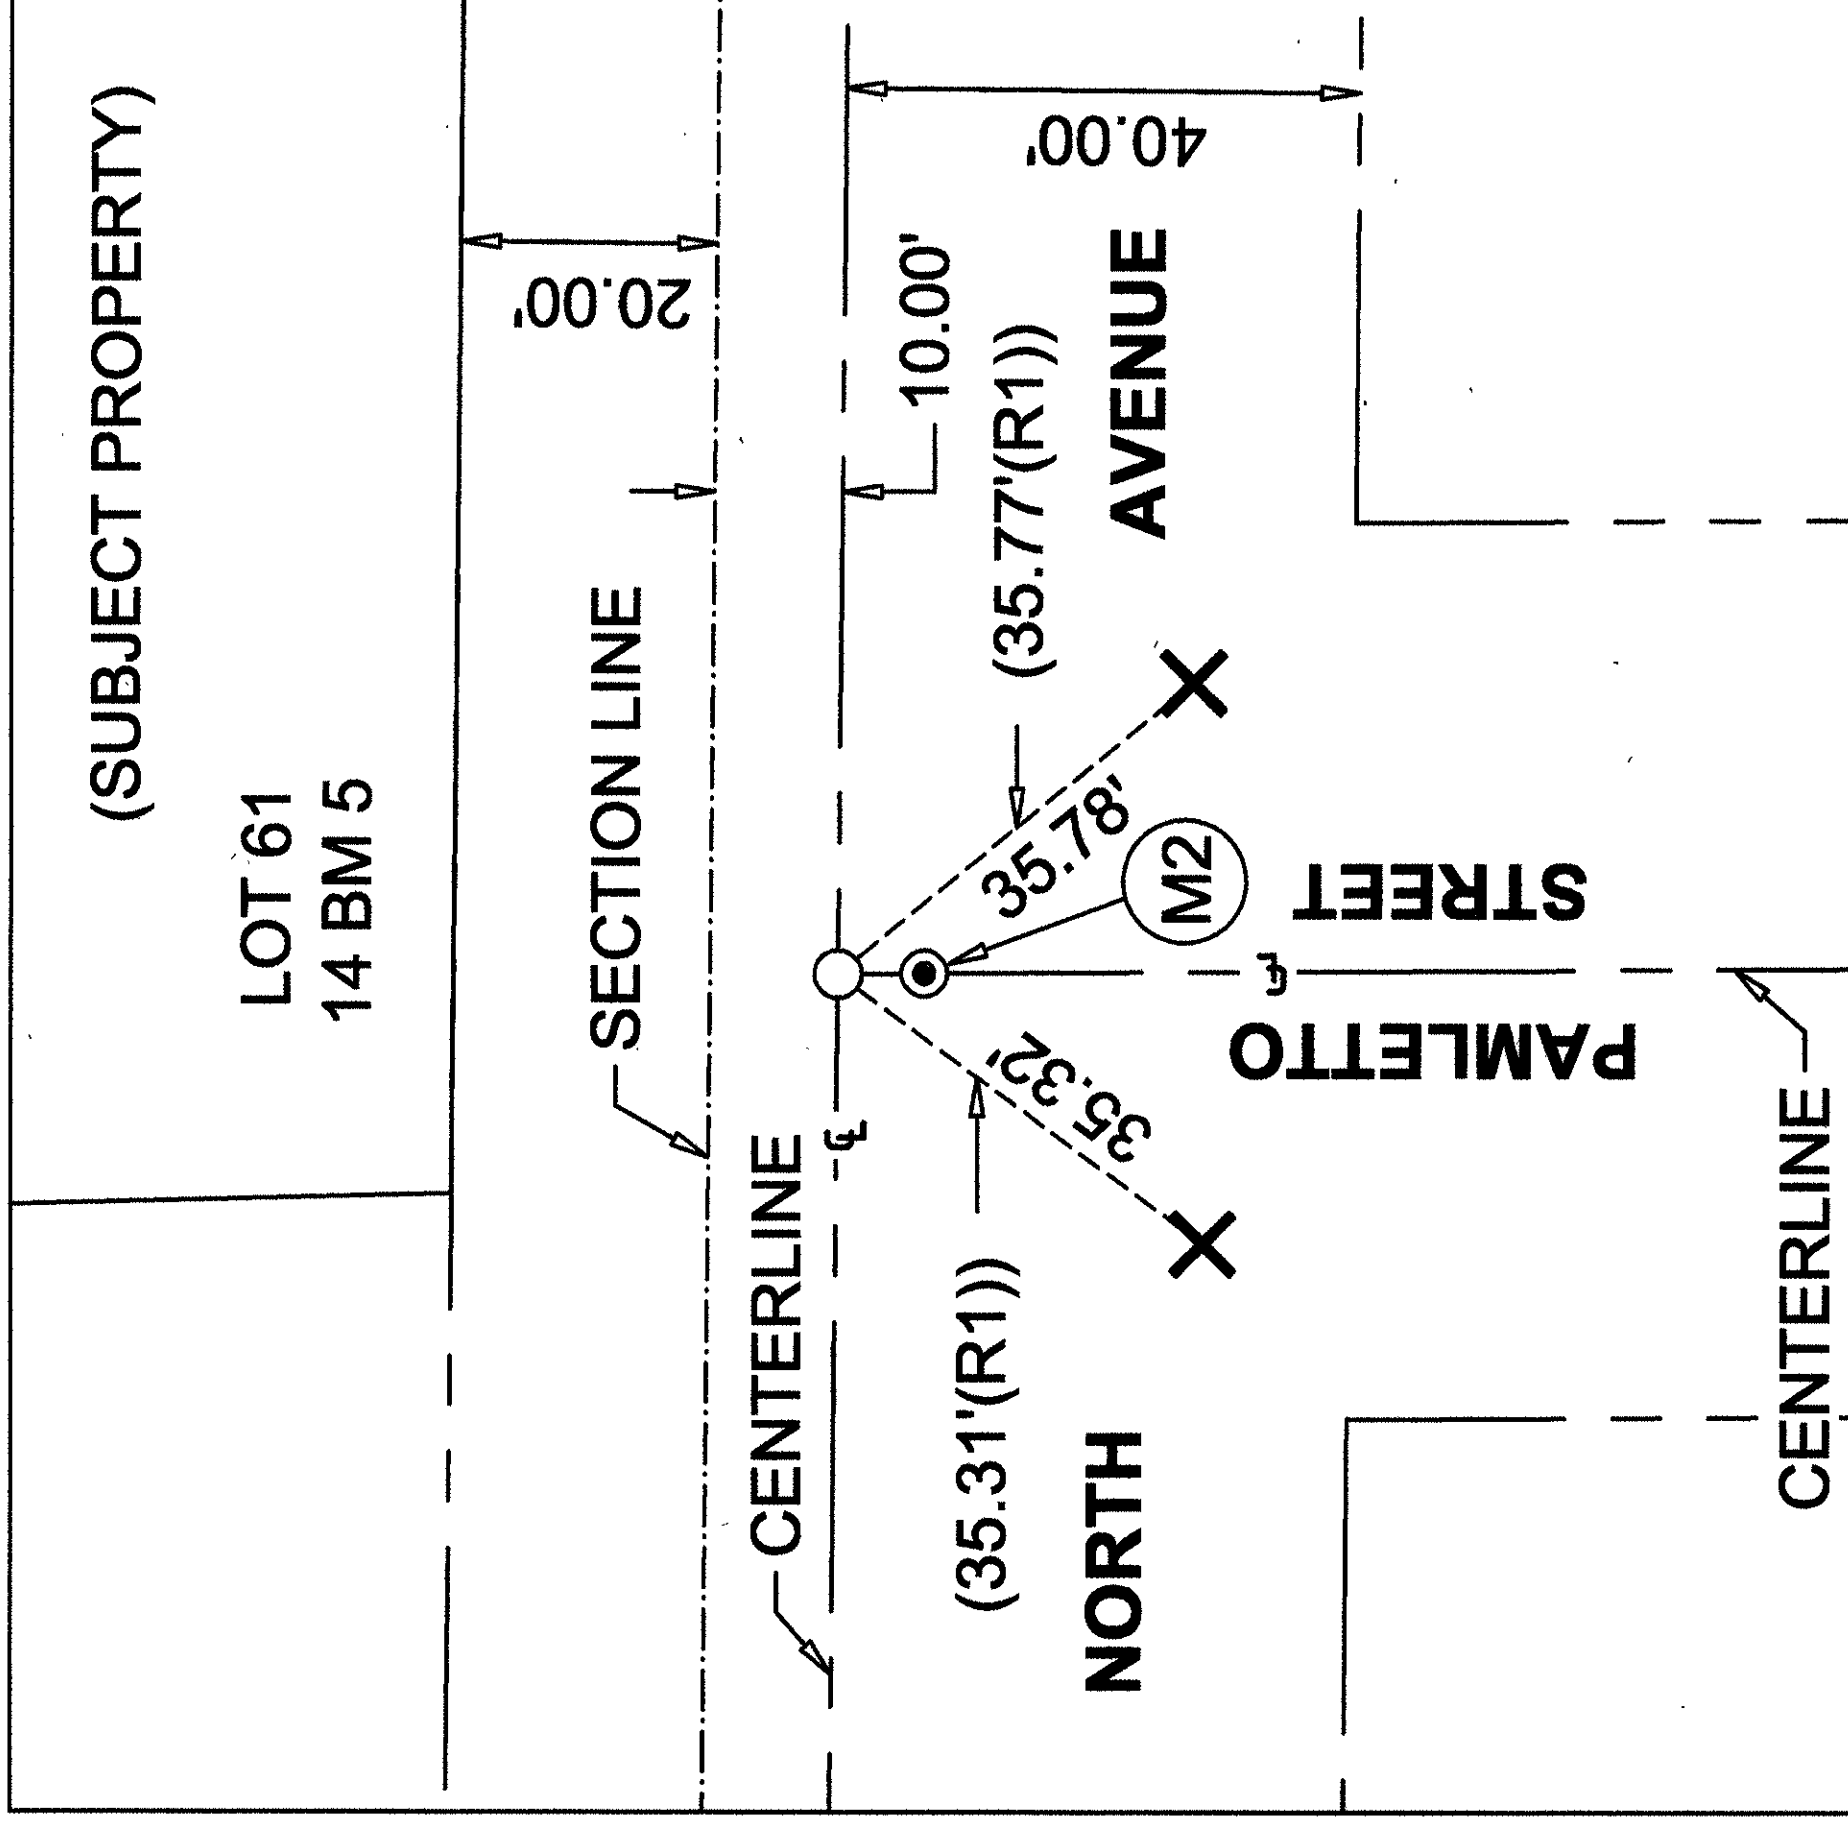 (SUBJECT PROPERTY)
LOT 61
14 BM 5
20.00'
SECTION LINE
CENTERLINE
℄
40.00'
10.00'
(35.77'(R1))
35.78'
(35.31'(R1))
35.32'
NORTH
AVENUE
M2
STREET
℄
PAMLETTO
CENTERLINE